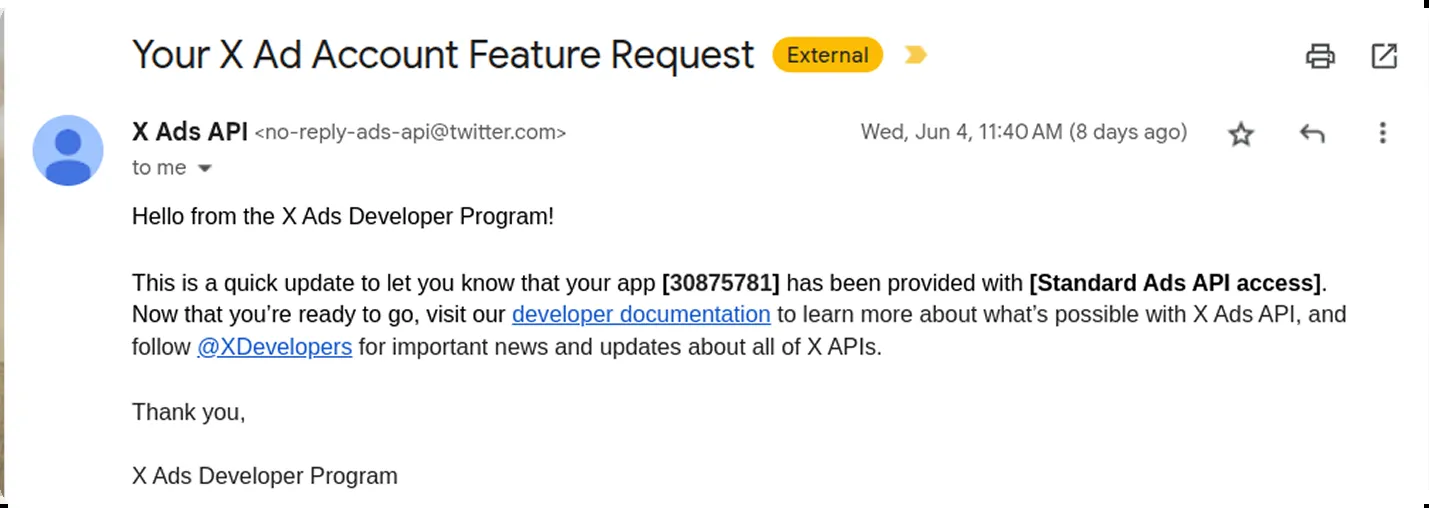 Your X Ad Account Feature Request External
X Ads API <no-reply-ads-api@twitter.com> Wed, Jun 4, 11:40 AM (8 days ago)
to me
Hello from the X Ads Developer Program!
This is a quick update to let you know that your app [30875781] has been provided with [Standard Ads API access].
Now that you’re ready to go, visit our developer documentation to learn more about what’s possible with X Ads API, and
follow @XDevelopers for important news and updates about all of X APIs.
Thank you,
X Ads Developer Program